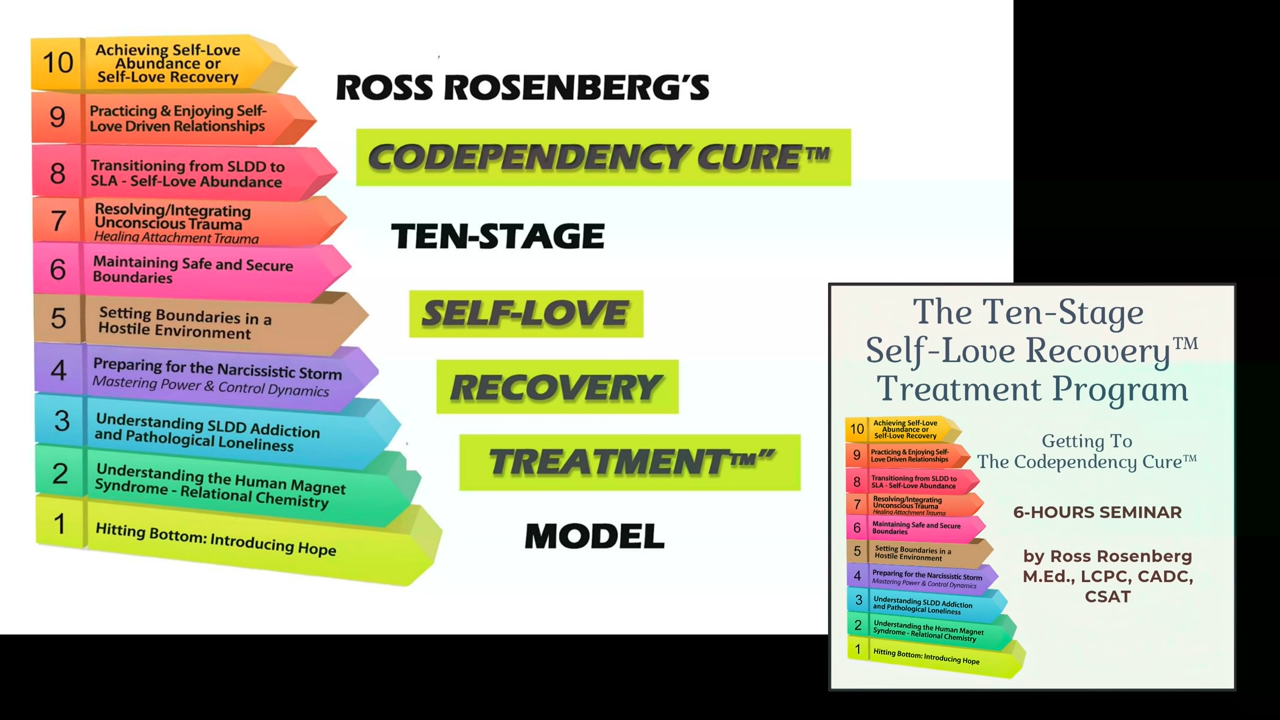 10
Achieving Self-Love
Abundance or
Self-Love Recovery
9
Practicing & Enjoying Self-
Love Driven Relationships
8
Transitioning from SLDD to
SLA - Self-Love Abundance
7
Resolving/Integrating
Unconscious Trauma
Healing Attachment Trauma
6
Maintaining Safe and Secure
Boundaries
5
Setting Boundaries in a
Hostile Environment
4
Preparing for the Narcissistic Storm
Mastering Power & Control Dynamics
3
Understanding SLDD Addiction
and Pathological Loneliness
2
Understanding the Human Magnet
Syndrome - Relational Chemistry
1
Hitting Bottom: Introducing Hope
ROSS ROSENBERG'S
CODEPENDENCY CURE™
TEN-STAGE
SELF-LOVE
RECOVERY
TREATMENT™”
MODEL
The Ten-Stage
Self-Love Recovery™
Treatment Program
10
Achieving Self-Love
Abundance or
Self-Love Recovery
9
Practicing & Enjoying Self-
Love Driven Relationships
8
Transitioning from SLDD to
SLA - Self-Love Abundance
7
Resolving/Integrating
Unconscious Trauma
Healing Attachment Trauma
6
Maintaining Safe and Secure
Boundaries
5
Setting Boundaries in a
Hostile Environment
4
Preparing for the Narcissistic Storm
Mastering Power & Control Dynamics
3
Understanding SLDD Addiction
and Pathological Loneliness
2
Understanding the Human Magnet
Syndrome - Relational Chemistry
1
Hitting Bottom: Introducing Hope
Getting To
The Codependency Cure™
6-HOURS SEMINAR
by Ross Rosenberg
M.Ed., LCPC, CADC,
CSAT